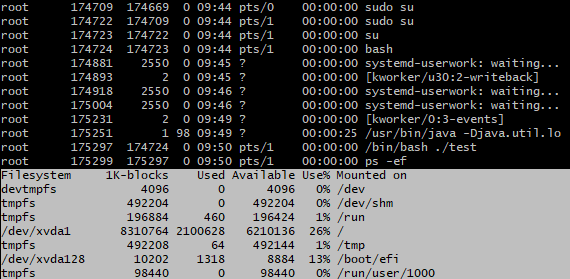 root 174709 174669 0 09:44 pts/0 00:00:00 sudo su
root 174722 174709 0 09:44 pts/1 00:00:00 sudo su
root 174723 174722 0 09:44 pts/1 00:00:00 su
root 174724 174723 0 09:44 pts/1 00:00:00 bash
root 174881 2550 0 09:45 ? 00:00:00 systemd-userwork: waiting...
root 174893 2 0 09:45 ? 00:00:00 [kworker/u30:2-writeback]
root 174918 2550 0 09:46 ? 00:00:00 systemd-userwork: waiting...
root 175004 2550 0 09:46 ? 00:00:00 systemd-userwork: waiting...
root 175231 2 0 09:49 ? 00:00:00 [kworker/0:3-events]
root 175251 1 98 09:49 ? 00:00:25 /usr/bin/java -Djava.util.lo
root 175297 174724 0 09:50 pts/1 00:00:00 /bin/bash ./test
root 175299 175297 0 09:50 pts/1 00:00:00 ps -ef
Filesystem 1K-blocks Used Available Use% Mounted on
devtmpfs 4096 0 4096 0% /dev
tmpfs 492204 0 492204 0% /dev/shm
tmpfs 196884 460 196424 1% /run
/dev/xvda1 8310764 2100628 6210136 26% /
tmpfs 492208 64 492144 1% /tmp
/dev/xvda128 10202 1318 8884 13% /boot/efi
tmpfs 98440 0 98440 0% /run/user/1000